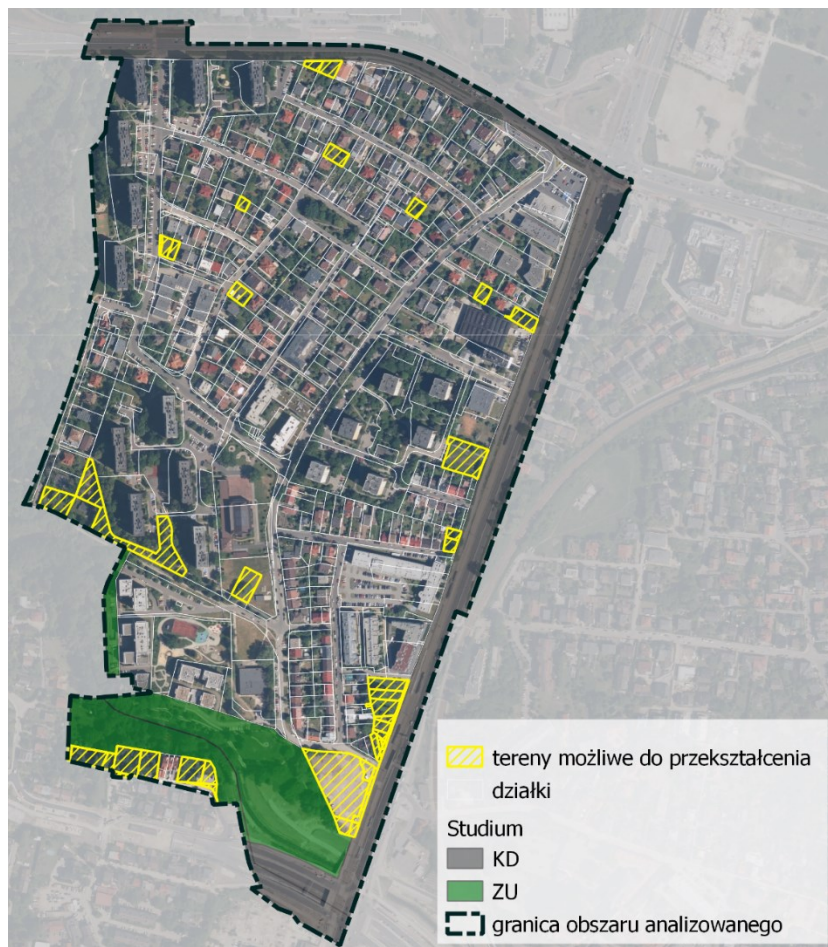 tereny możliwe do przekształcenia
działki
Studium
KD
ZU
granica obszaru analizowanego